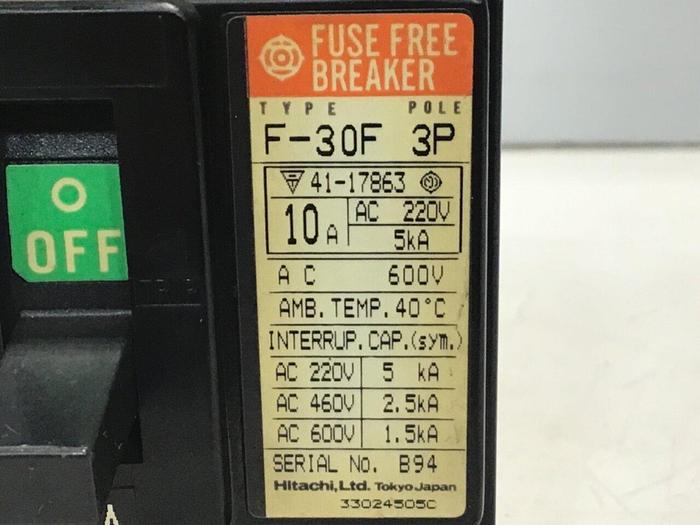 FUSE FREE
BREAKER
TYPE POLE
F-30F 3P
41-17863
10A AC 220V
5kA
AC 600V
AMB. TEMP. 40°C
INTERRUP. CAP. (sym.)
AC 220V 5 kA
AC 460V 2.5kA
AC 600V 1.5kA
SERIAL No. B94
Hitachi, Ltd. Tokyo Japan
33024505C
OFF